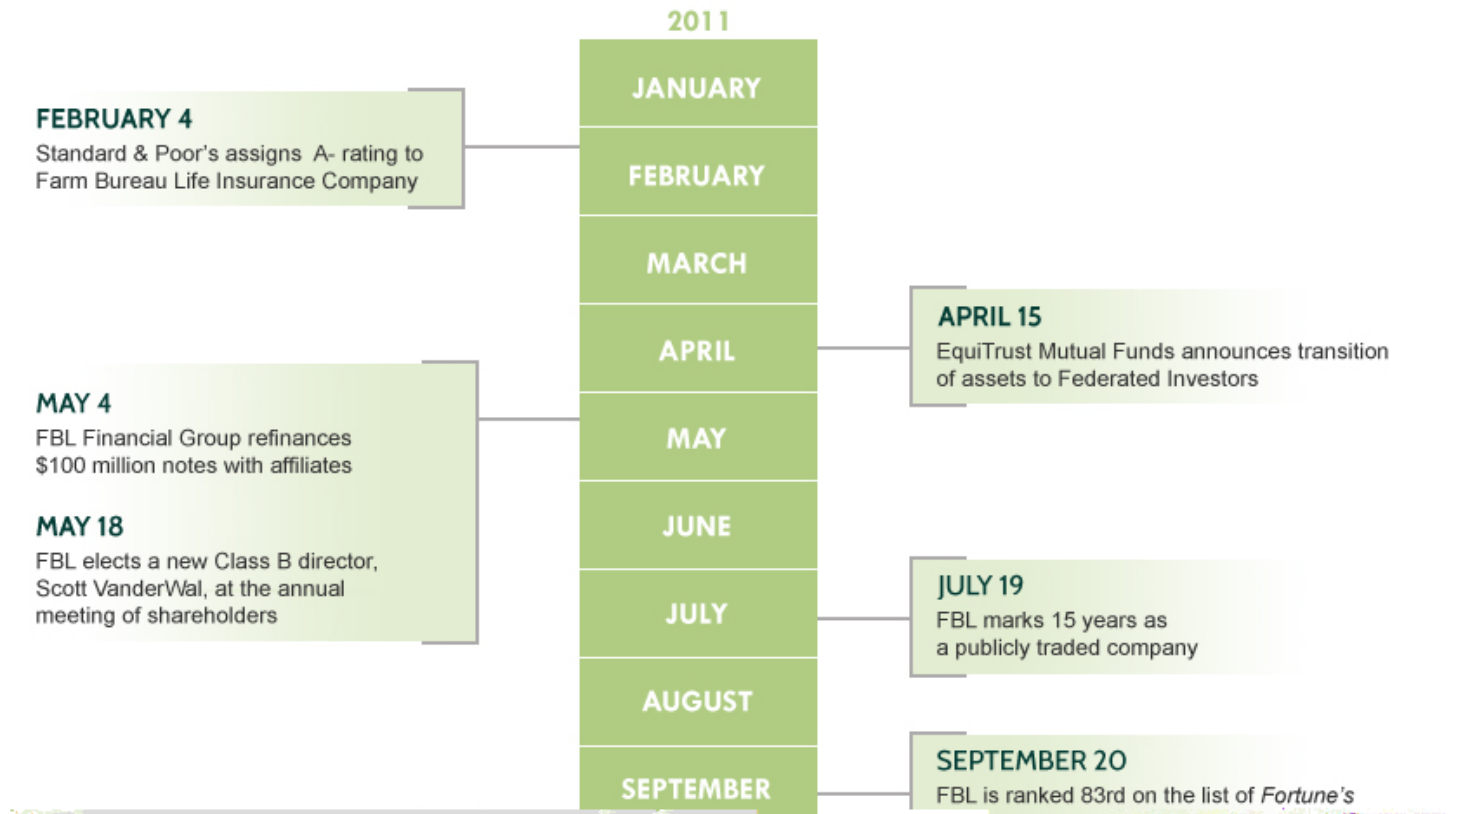 2011
JANUARY
FEBRUARY
MARCH
APRIL
MAY
JUNE
JULY
AUGUST
SEPTEMBER
FEBRUARY 4
Standard & Poor's assigns A- rating to
Farm Bureau Life Insurance Company
APRIL 15
EquiTrust Mutual Funds announces transition
of assets to Federated Investors
MAY 4
FBL Financial Group refinances
$100 million notes with affiliates
MAY 18
FBL elects a new Class B director,
Scott VanderWal, at the annual
meeting of shareholders
JULY 19
FBL marks 15 years as
a publicly traded company
SEPTEMBER 20
FBL is ranked 83rd on the list of Fortune's